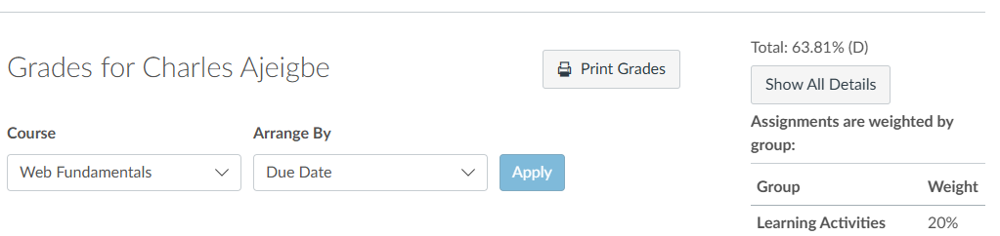 Grades for Charles Ajeigbe
Print Grades
Course
Arrange By
Web Fundamentals
Due Date
Apply
Total: 63.81% (D)
Show All Details
Assignments are weighted by
group:
Group Weight
Learning Activities 20%